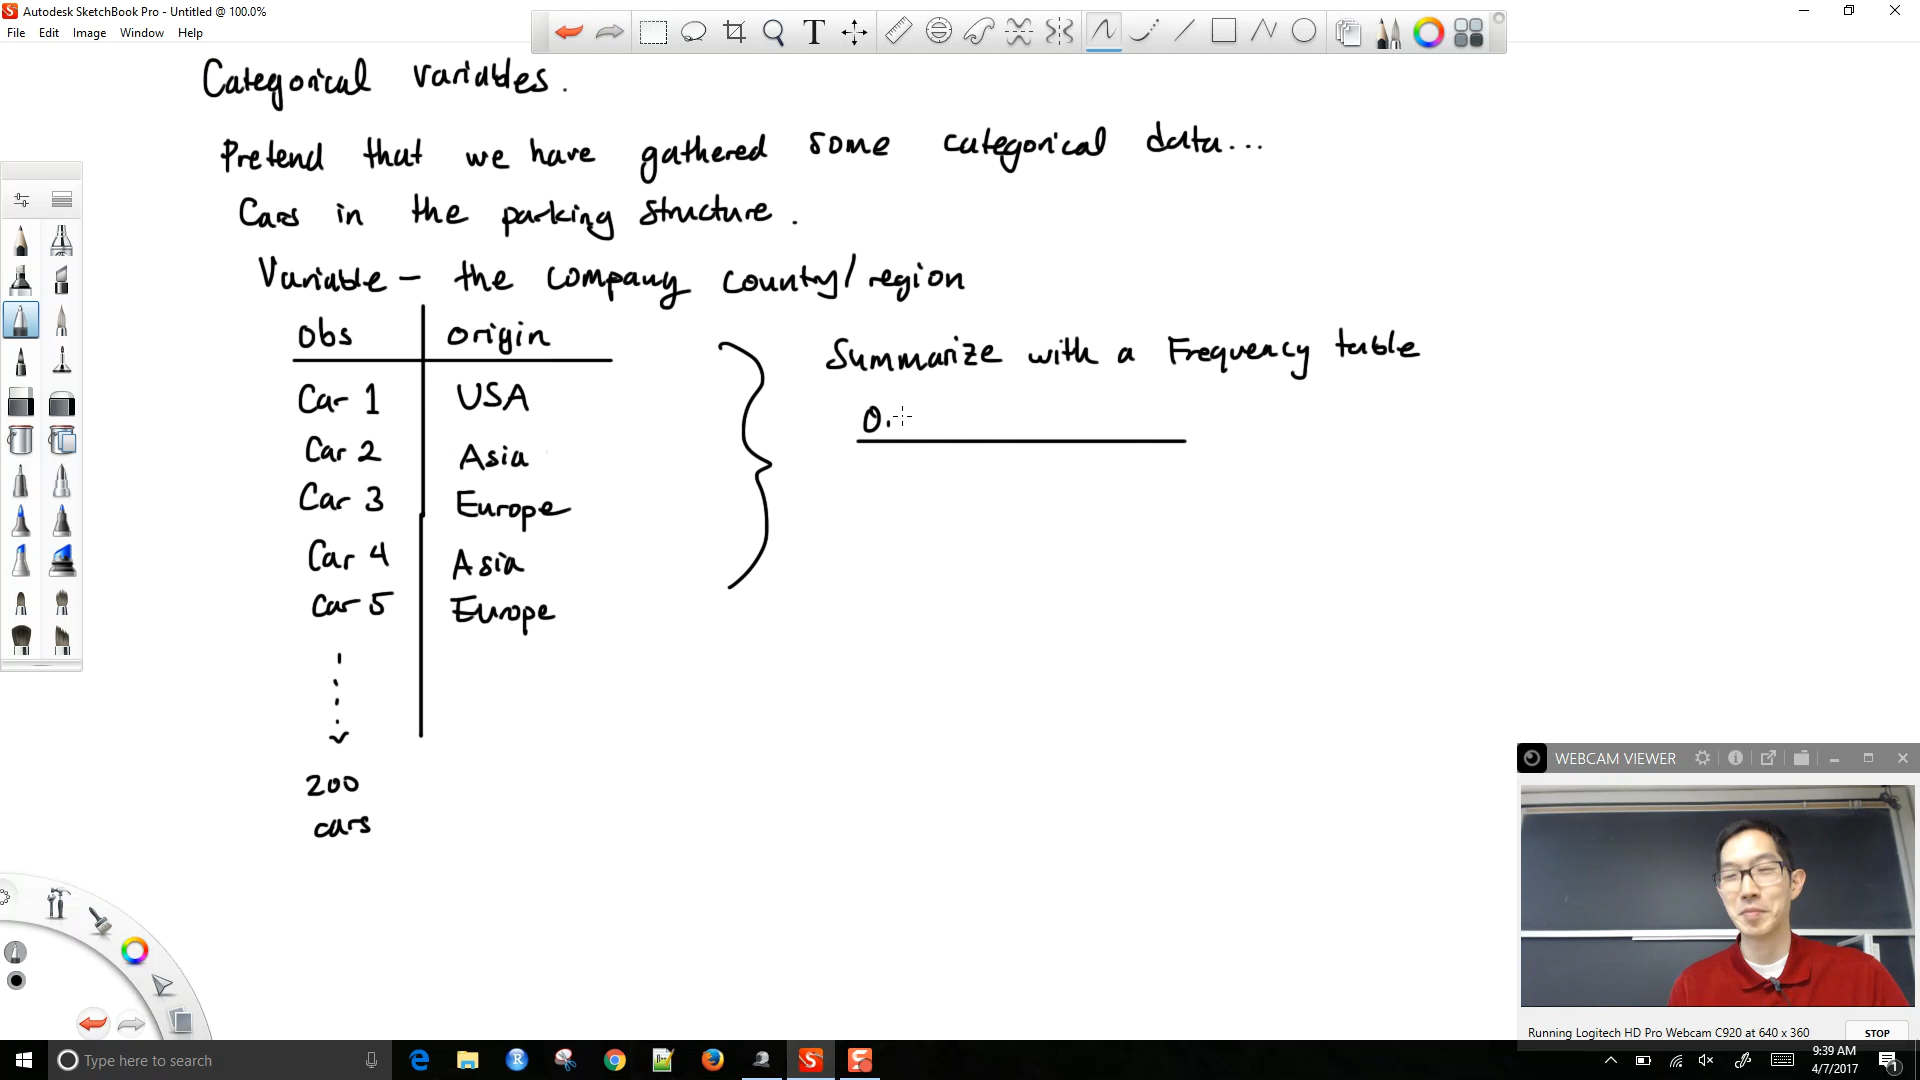 Autodesk SketchBook Pro - Untitled @ 100.0%
File Edit Image Window Help
Categorical variables.
Pretend that we have gathered some categorical data...
Cars in the parking structure.
Variable - the company country/region
Obs origin
Summarize with a Frequency table
Car 1 USA
O.
Car 2 Asia
Car 3 Europe
Car 4 Asia
Car 5 Europe
200
cars
WEBCAM VIEWER
Running Logitech HD Pro Webcam C920 at 640 x 360
STOP
Type here to search
9:39 AM
4/7/2017
1